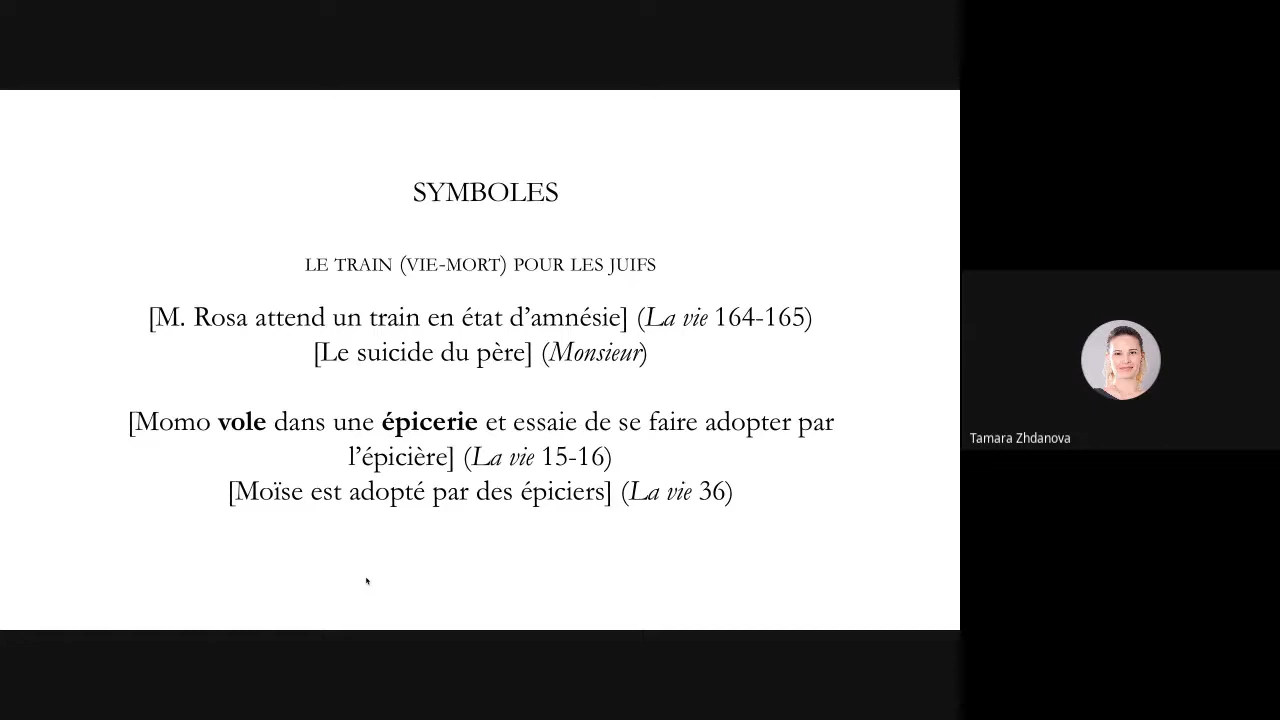 SYMBOLES
LE TRAIN (VIE-MORT) POUR LES JUIFS
[M. Rosa attend un train en état d’amnésie] (La vie 164-165)
[Le suicide du père] (Monsieur)
[Momo vole dans une épicerie et essaie de se faire adopter par
l’épicière] (La vie 15-16)
[Moïse est adopté par des épiciers] (La vie 36)
Tamara Zhdanova